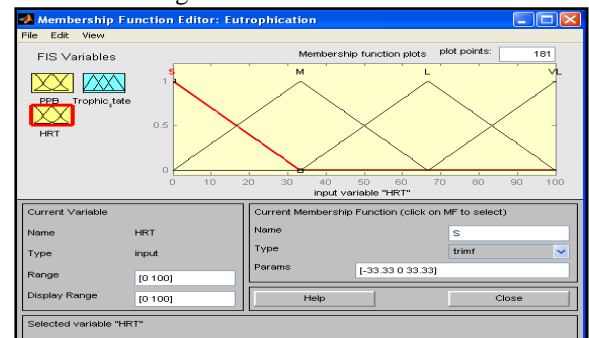 Membership Function Editor: Eutrophication
File Edit View
FIS Variables
Membership function plots plot points: 181
S M L VL
PPB Trophic_state
HRT
1
0.5
0
0 10 20 30 40 50 60 70 80 90 100
input variable "HRT"
Current Variable
Name HRT
Type input
Range [0 100]
Display Range [0 100]
Current Membership Function (click on MF to select)
Name S
Type trimf
Params [-33.33 0 33.33]
Help Close
Selected variable "HRT"